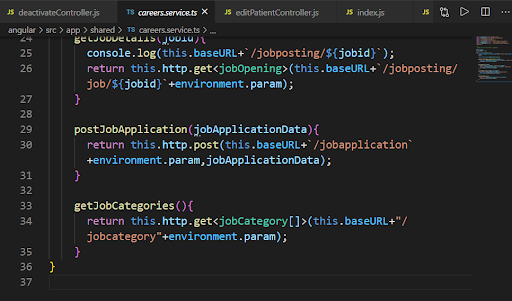 deactivateController.js
TS careers.service.ts ×
JS editPatientController.js
JS index.js
JS
angular > src > app > shared > TS careers.service.ts > ...
24 getJobDetails(jobid){
25 console.log(this.baseURL+`/jobposting/${jobid}`);
26 return this.http.get<jobOpening>(this.baseURL+`/jobposting/
job/${jobid}`+environment.param);
27 }
28
29 postJobApplication(jobApplicationData){
30 return this.http.post(this.baseURL+`/jobapplication`
+environment.param,jobApplicationData);
31 }
32
33 getJobCategories(){
34 return this.http.get<jobCategory[]>(this.baseURL+"/
jobcategory"+environment.param);
35 }
36 }
37